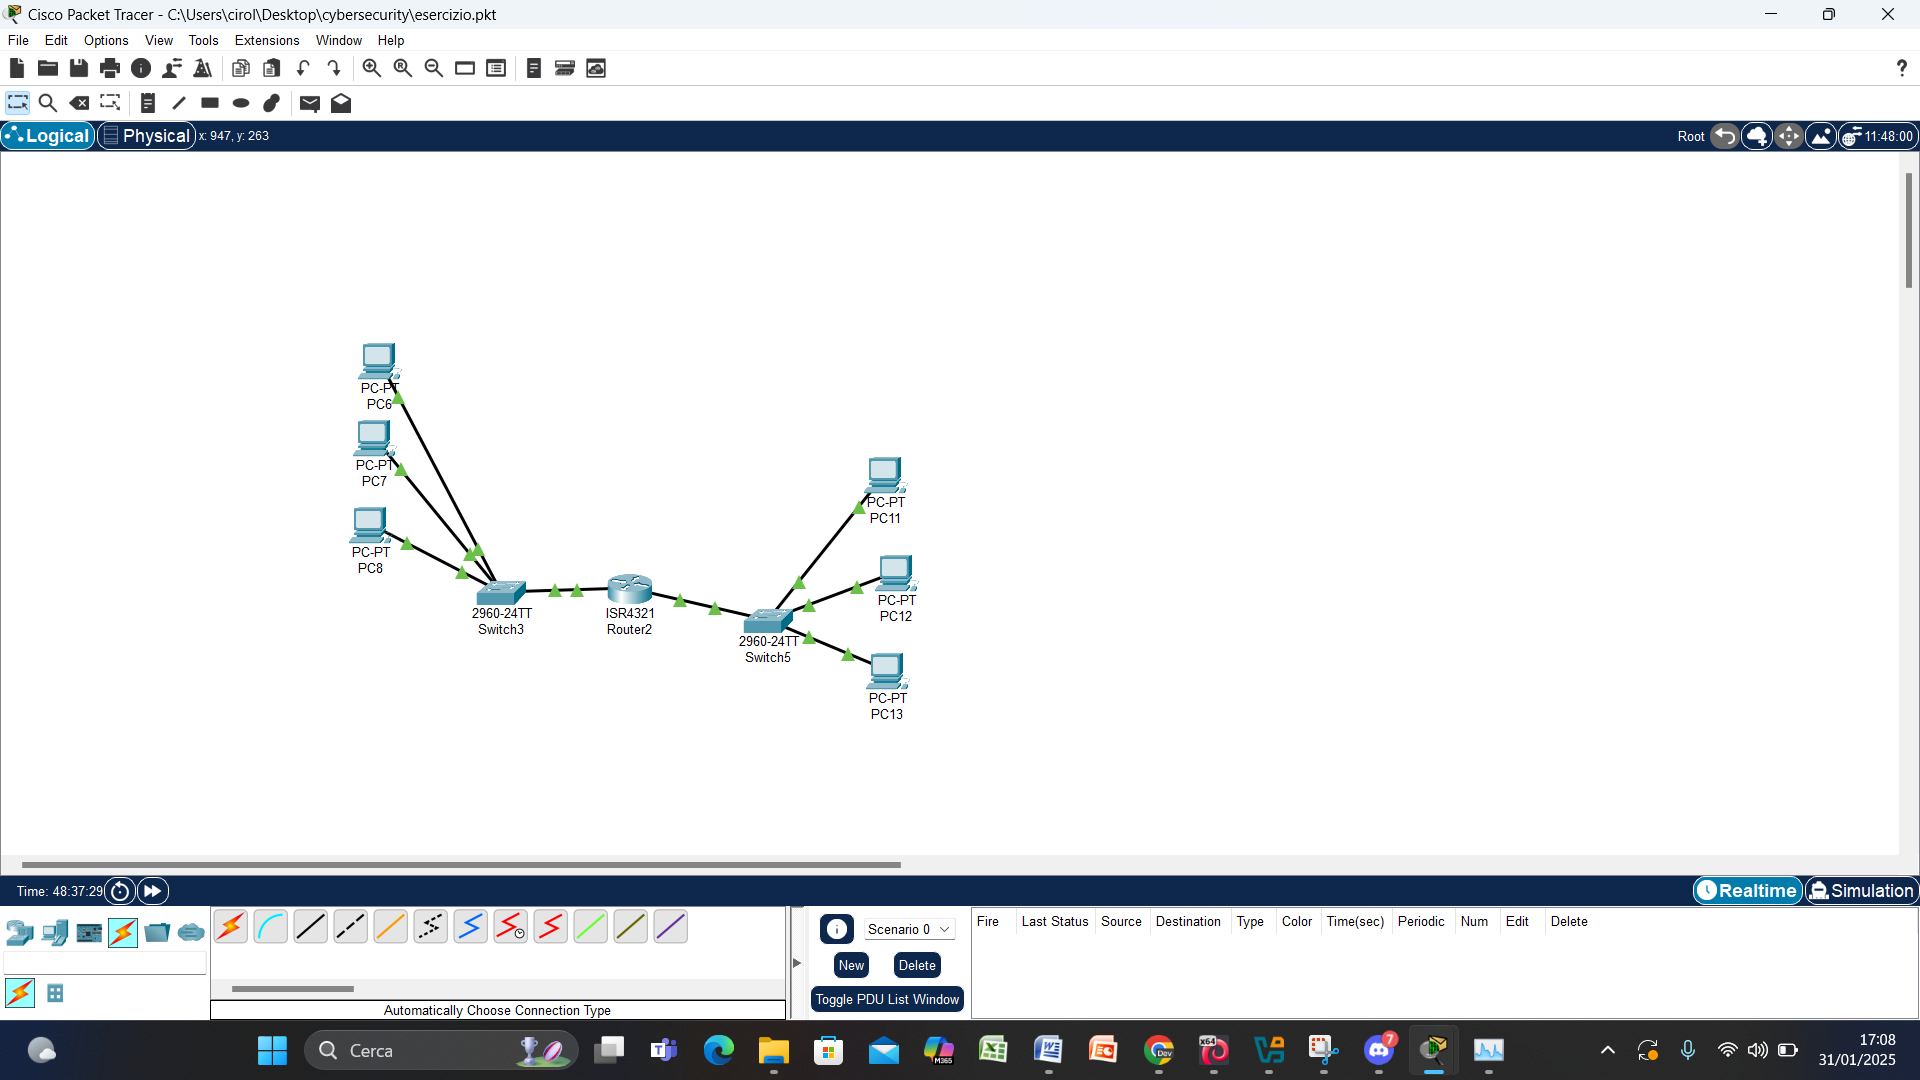 Cisco Packet Tracer - C:\Users\cirol\Desktop\cybersecurity\esercizio.pkt
File Edit Options View Tools Extensions Window Help
Logical Physical x: 947, y: 263 Root 11:48:00
PC-PT
PC6
PC-PT
PC7
PC-PT
PC8
2960-24TT
Switch3
ISR4321
Router2
2960-24TT
Switch5
PC-PT
PC11
PC-PT
PC12
PC-PT
PC13
Time: 48:37:29 Realtime Simulation
Scenario 0
New Delete
Toggle PDU List Window
Fire Last Status Source Destination Type Color Time(sec) Periodic Num Edit Delete
Automatically Choose Connection Type
Cerca
M365
Dev
x64
7
17:08
31/01/2025